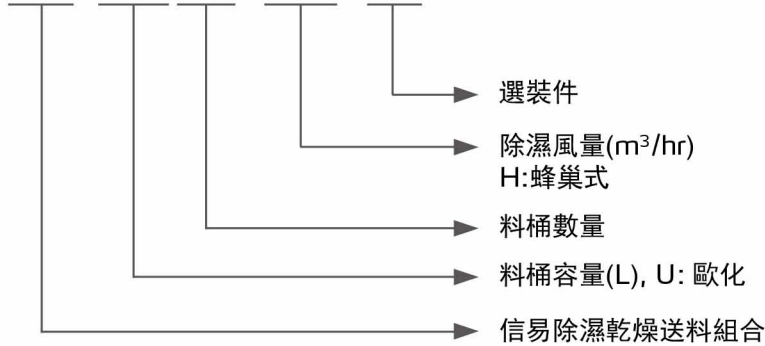 選裝件
除濕風量(m³/hr)
H:蜂巢式
料桶數量
料桶容量(L), U: 歐化
信易除濕乾燥送料組合